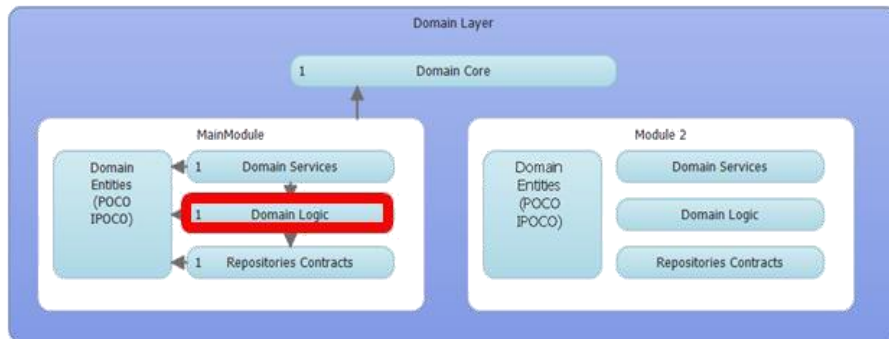 Domain Layer
1 Domain Core
MainModule
Domain
Entities
(POCO
IPOCO)
1 Domain Services
1 Domain Logic
1 Repositories Contracts
Module 2
Domain
Entities
(POCO
IPOCO)
Domain Services
Domain Logic
Repositories Contracts